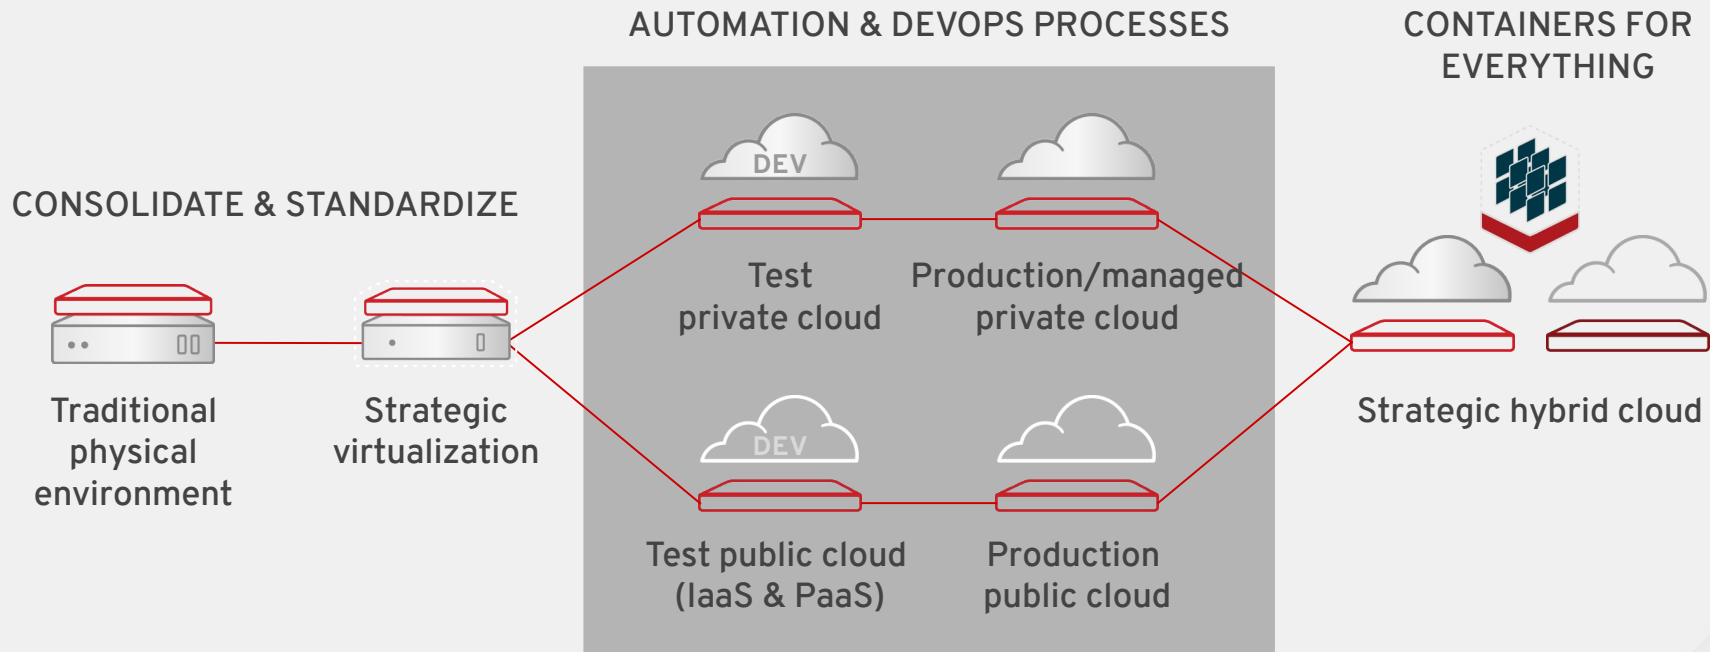 CONSOLIDATE & STANDARDIZE
Traditional
physical
environment
Strategic
virtualization
AUTOMATION & DEVOPS PROCESSES
DEV
Test
private cloud
Production/managed
private cloud
DEV
Test public cloud
(IaaS & PaaS)
Production
public cloud
CONTAINERS FOR
EVERYTHING
Strategic hybrid cloud